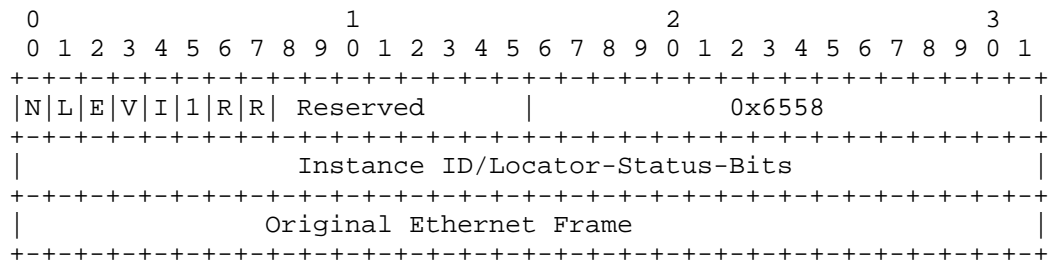 0                   1                   2                   3
 0 1 2 3 4 5 6 7 8 9 0 1 2 3 4 5 6 7 8 9 0 1 2 3 4 5 6 7 8 9 0 1
+-+-+-+-+-+-+-+-+-+-+-+-+-+-+-+-+-+-+-+-+-+-+-+-+-+-+-+-+-+-+-+-+
|N|L|E|V|I|1|R|R| Reserved      |            0x6558             |
+-+-+-+-+-+-+-+-+-+-+-+-+-+-+-+-+-+-+-+-+-+-+-+-+-+-+-+-+-+-+-+-+
|                 Instance ID/Locator-Status-Bits               |
+-+-+-+-+-+-+-+-+-+-+-+-+-+-+-+-+-+-+-+-+-+-+-+-+-+-+-+-+-+-+-+-+
|               Original Ethernet Frame                         |
+-+-+-+-+-+-+-+-+-+-+-+-+-+-+-+-+-+-+-+-+-+-+-+-+-+-+-+-+-+-+-+-+